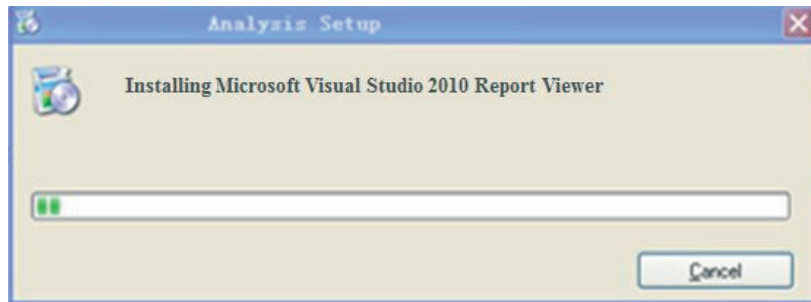 Analysis Setup
Installing Microsoft Visual Studio 2010 Report Viewer
Cancel